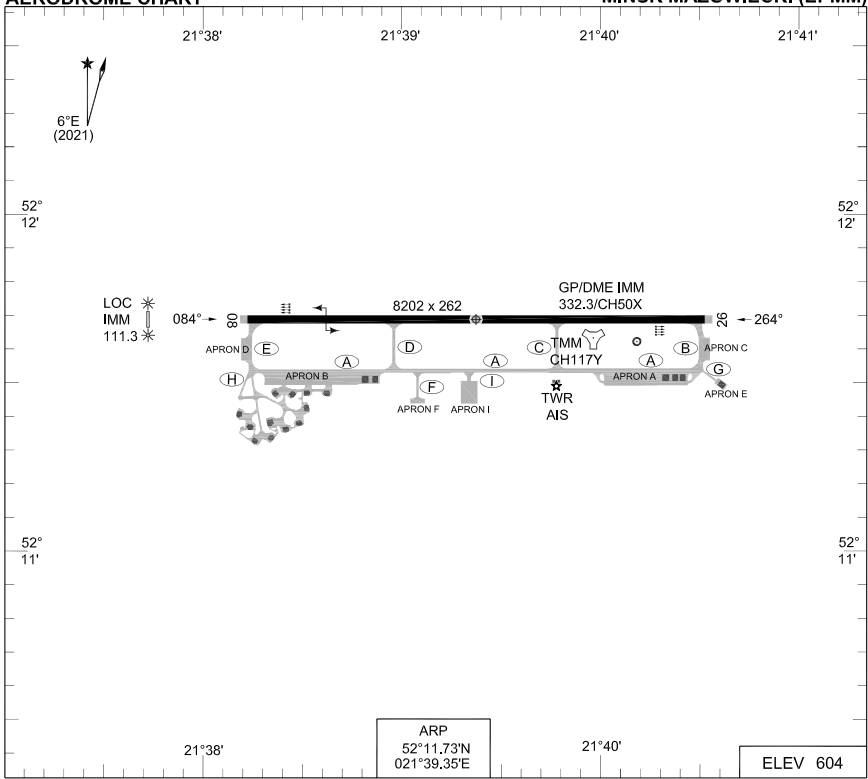 AERODROME CHART
MINSK MAZOWIECKI (EPMM)
21°38'
21°39'
21°40'
21°41'
6°E
(2021)
52°
12'
52°
12'
LOC
IMM
111.3
084°
08
8202 x 262
GP/DME IMM
332.3/CH50X
26
264°
APRON D
E
A
D
A
C
TMM
CH117Y
A
B
APRON C
H
APRON B
F
I
APRON A
G
APRON E
APRON F
APRON I
TWR
AIS
52°
11'
52°
11'
21°38'
ARP
52°11.73'N
021°39.35'E
21°40'
ELEV 604